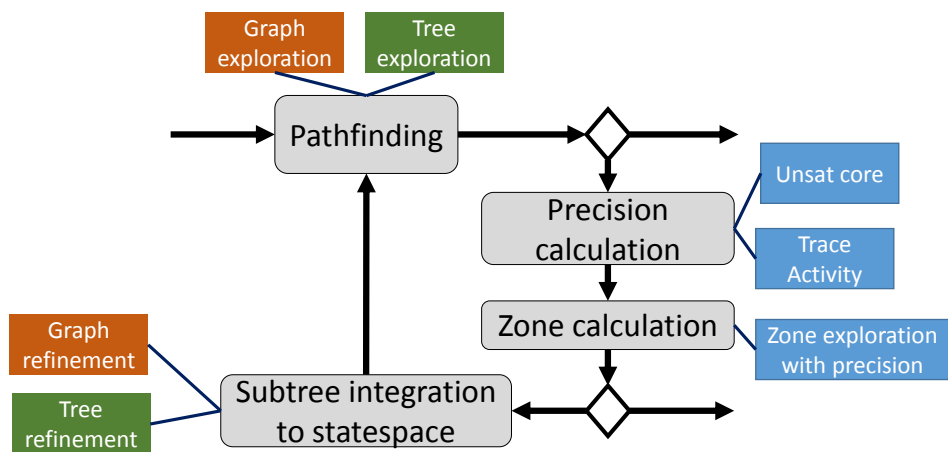 Graph
exploration
Tree
exploration
Pathfinding
Unsat core
Precision
calculation
Trace
Activity
Zone calculation
Zone exploration
with precision
Graph
refinement
Subtree integration
to statespace
Tree
refinement